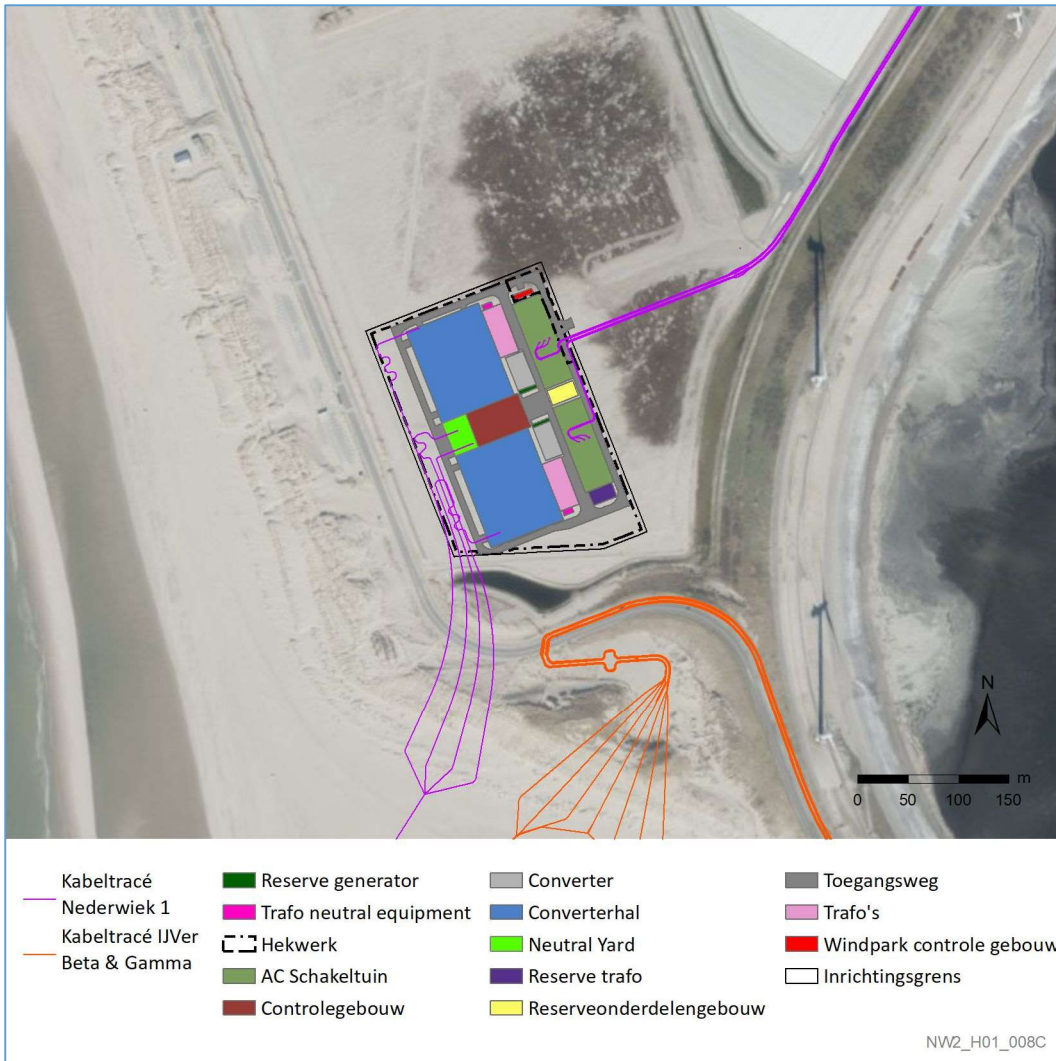 N
m
0 50 100 150
Kabeltracé
Nederwiek 1
Kabeltracé IJVer
Beta & Gamma
Reserve generator
Trafo neutral equipment
Hekwerk
AC Schakeltuin
Controlegebouw
Converter
Converterhal
Neutral Yard
Reserve trafo
Reserveonderdelengebouw
Toegangsweg
Trafo's
Windpark controle gebouw
Inrichtingsgrens
NW2_H01_008C